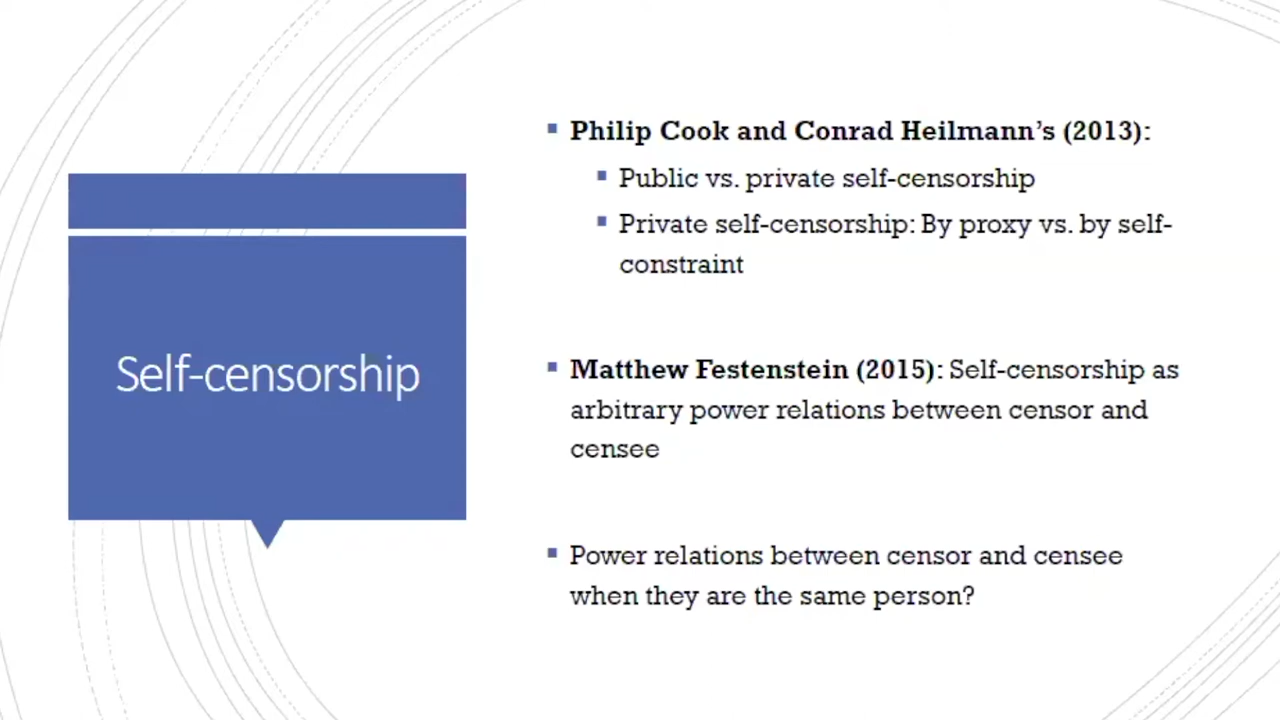 Self-censorship
Philip Cook and Conrad Heilmann’s (2013):
Public vs. private self-censorship
Private self-censorship: By proxy vs. by self-
constraint
Matthew Festenstein (2015): Self-censorship as
arbitrary power relations between censor and
censee
Power relations between censor and censee
when they are the same person?